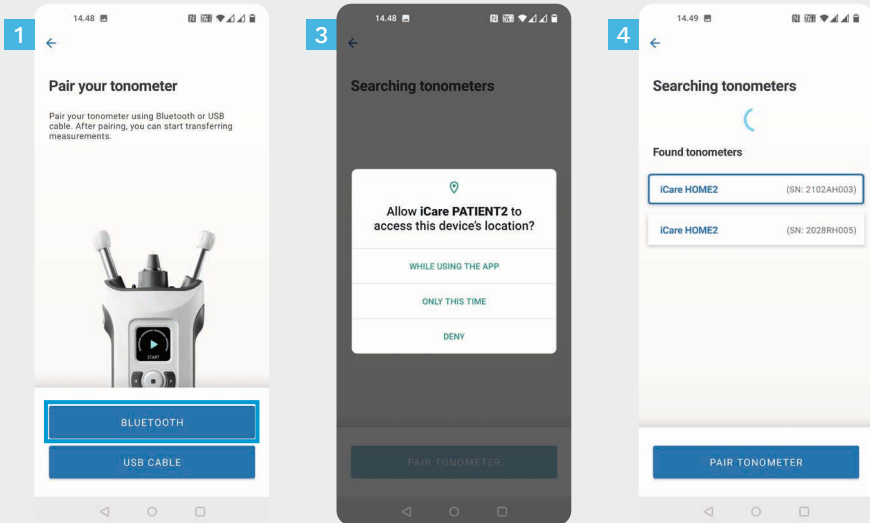 1
14.48
Pair your tonometer
Pair your tonometer using Bluetooth or USB
cable. After pairing, you can start transferring
measurements.
START
BLUETOOTH
USB CABLE
3
14.48
Searching tonometers
Allow iCare PATIENT2 to
access this device's location?
WHILE USING THE APP
ONLY THIS TIME
DENY
PAIR TONOMETER
4
14.49
Searching tonometers
Found tonometers
iCare HOME2 (SN: 2102AH003)
iCare HOME2 (SN: 2028RH005)
PAIR TONOMETER